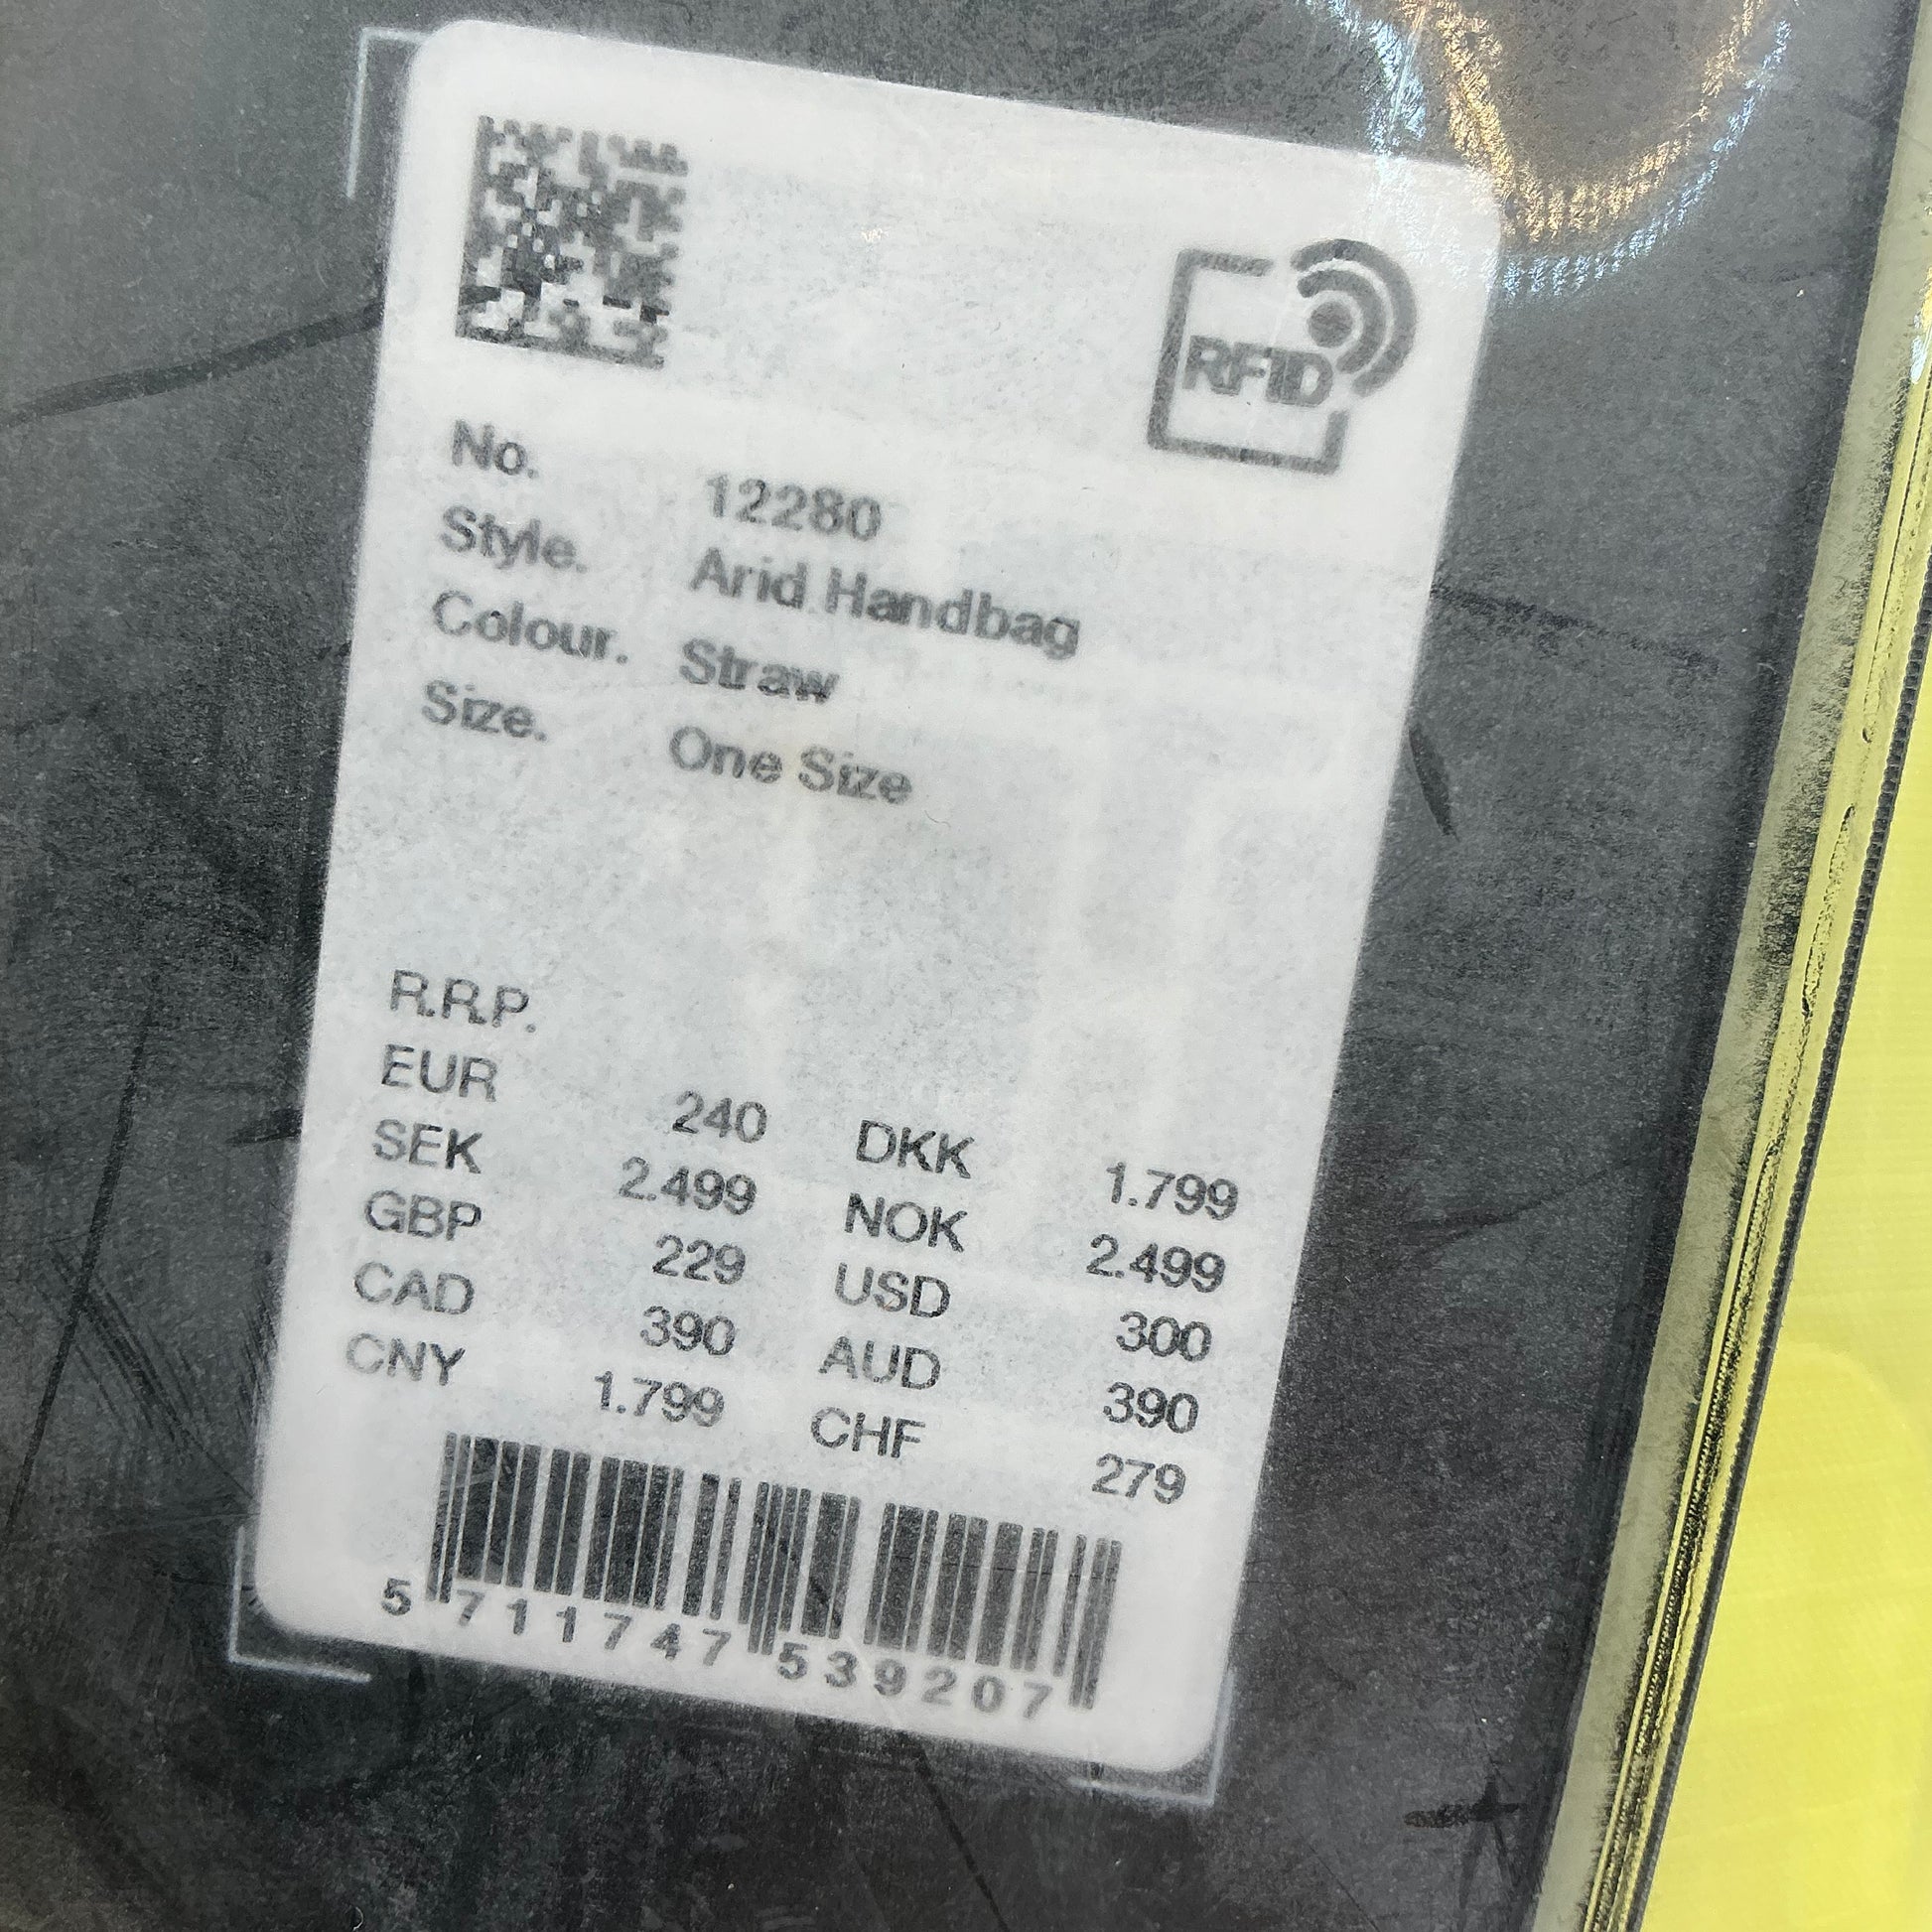 RFID
No. 12280
Style. Arid Handbag
Colour. Straw
Size. One Size
R.R.P.
EUR 240 DKK 1.799
SEK 2.499 NOK 2.499
GBP 229 USD 300
CAD 390 AUD 390
CNY 1.799 CHF 279
5 711747 539207